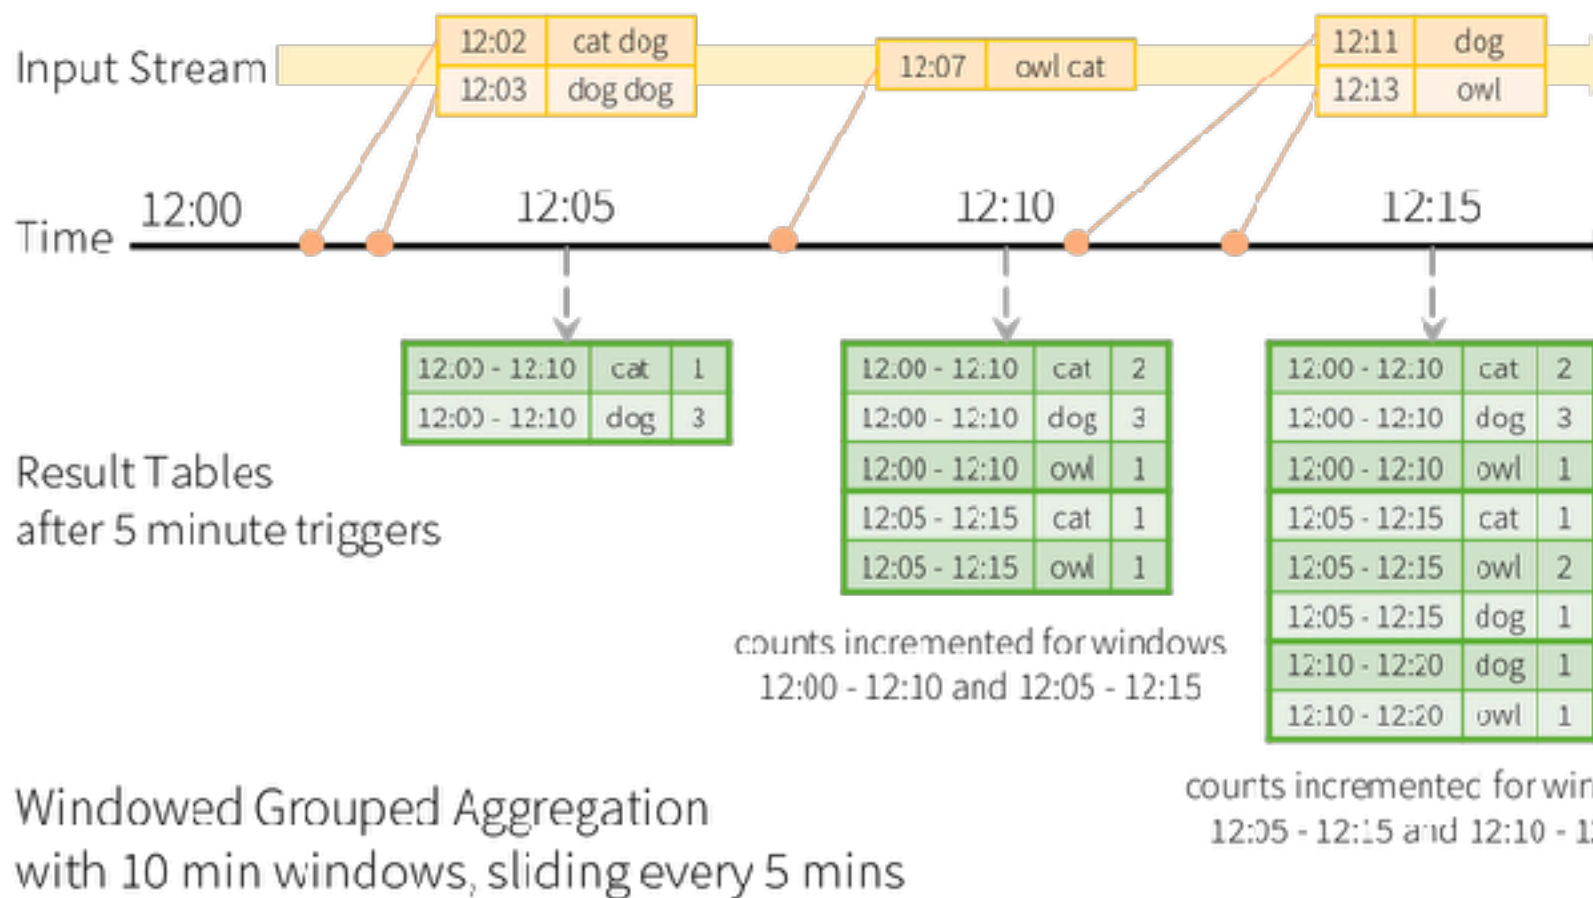 Input Stream
12:02 cat dog
12:03 dog dog
12:07 owl cat
12:11 dog
12:13 owl
Time
12:00
12:05
12:10
12:15
12:00 - 12:10 cat 1
12:00 - 12:10 dog 3
12:00 - 12:10 cat 2
12:00 - 12:10 dog 3
12:00 - 12:10 owl 1
12:05 - 12:15 cat 1
12:05 - 12:15 owl 1
12:00 - 12:10 cat 2
12:00 - 12:10 dog 3
12:00 - 12:10 owl 1
12:05 - 12:15 cat 1
12:05 - 12:15 owl 2
12:05 - 12:15 dog 1
12:10 - 12:20 dog 1
12:10 - 12:20 owl 1
Result Tables
after 5 minute triggers
counts incremented for windows
12:00 - 12:10 and 12:05 - 12:15
counts incremented for
12:05 - 12:15 and 12:10 -
Windowed Grouped Aggregation
with 10 min windows, sliding every 5 mins